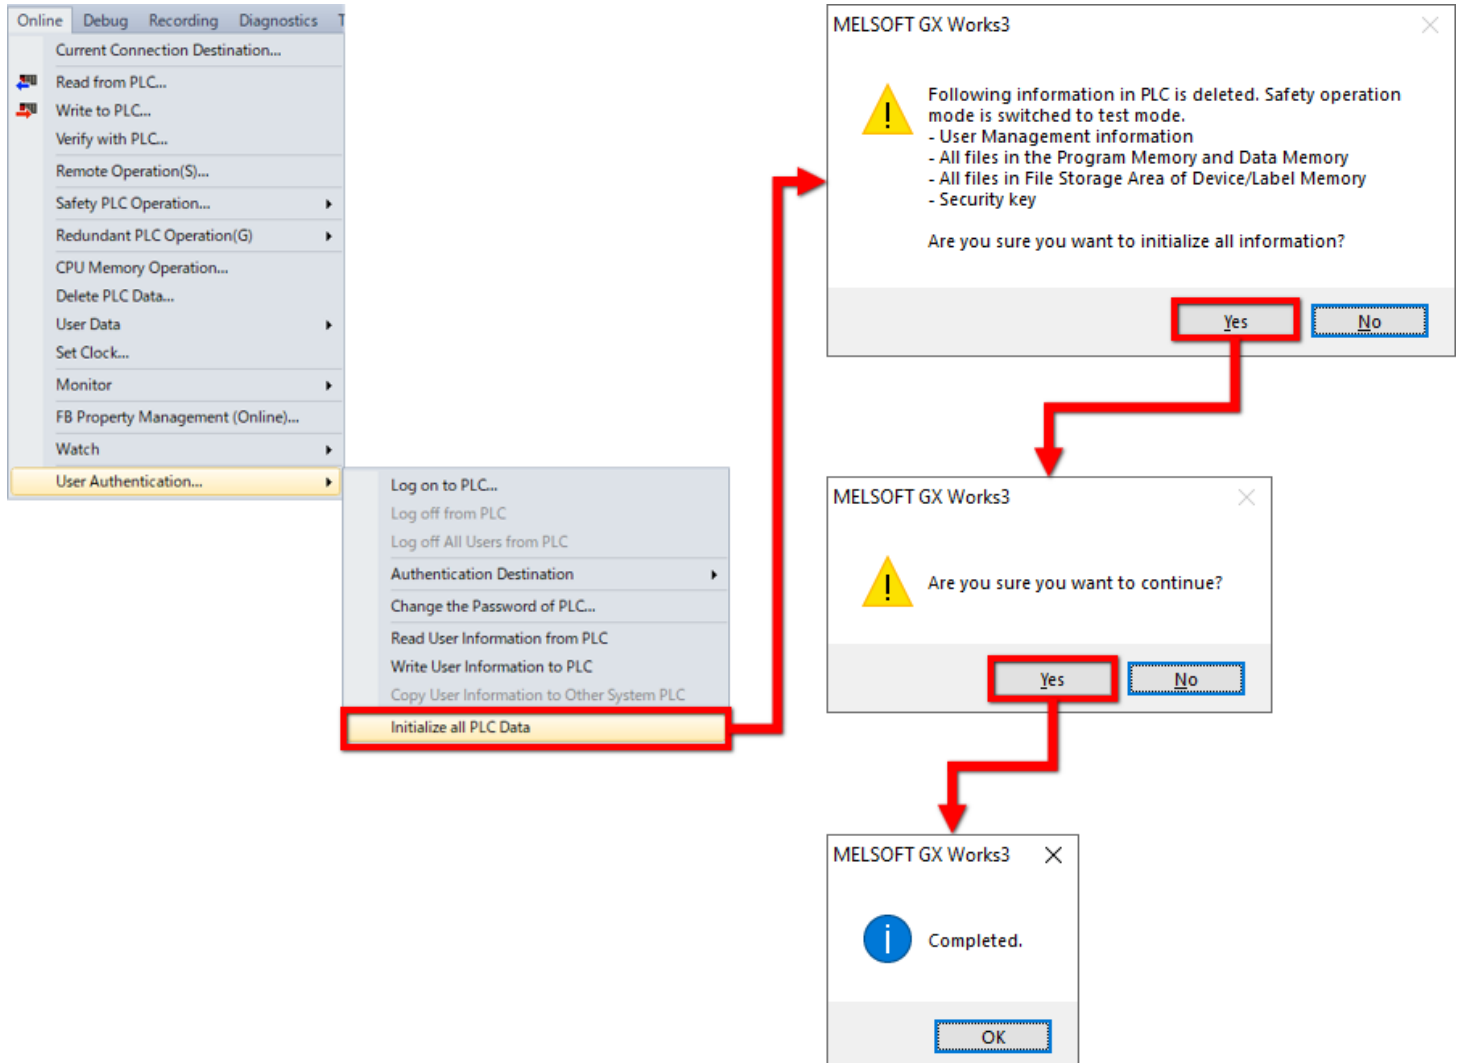 Online Debug Recording Diagnostics
Current Connection Destination...
Read from PLC...
Write to PLC...
Verify with PLC...
Remote Operation(S)...
Safety PLC Operation...
Redundant PLC Operation(G)
CPU Memory Operation...
Delete PLC Data...
User Data
Set Clock...
Monitor
FB Property Management (Online)...
Watch
User Authentication...
Log on to PLC...
Log off from PLC
Log off All Users from PLC
Authentication Destination
Change the Password of PLC...
Read User Information from PLC
Write User Information to PLC
Copy User Information to Other System PLC
Initialize all PLC Data
MELSOFT GX Works3
Following information in PLC is deleted. Safety operation
mode is switched to test mode.
- User Management information
- All files in the Program Memory and Data Memory
- All files in File Storage Area of Device/Label Memory
- Security key
Are you sure you want to initialize all information?
Yes No
MELSOFT GX Works3
Are you sure you want to continue?
Yes No
MELSOFT GX Works3
Completed.
OK